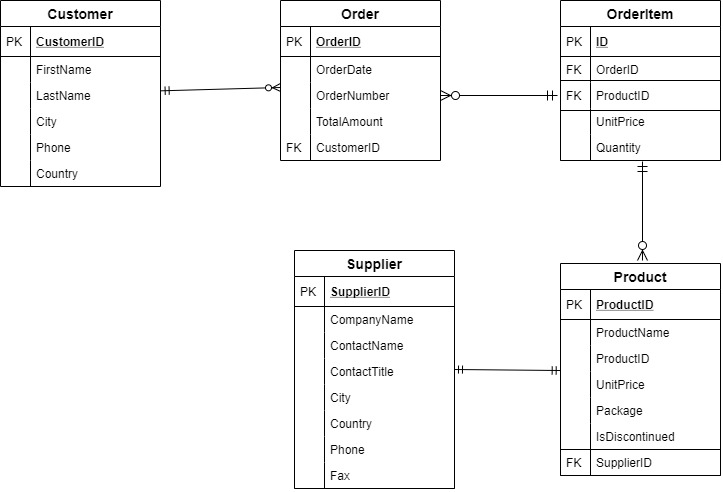 Customer
PK CustomerID
FirstName
LastName
City
Phone
Country
Order
PK OrderID
OrderDate
OrderNumber
TotalAmount
FK CustomerID
OrderItem
PK ID
FK OrderID
FK ProductID
UnitPrice
Quantity
Supplier
PK SupplierID
CompanyName
ContactName
ContactTitle
City
Country
Phone
Fax
Product
PK ProductID
ProductName
ProductID
UnitPrice
Package
IsDiscontinued
FK SupplierID